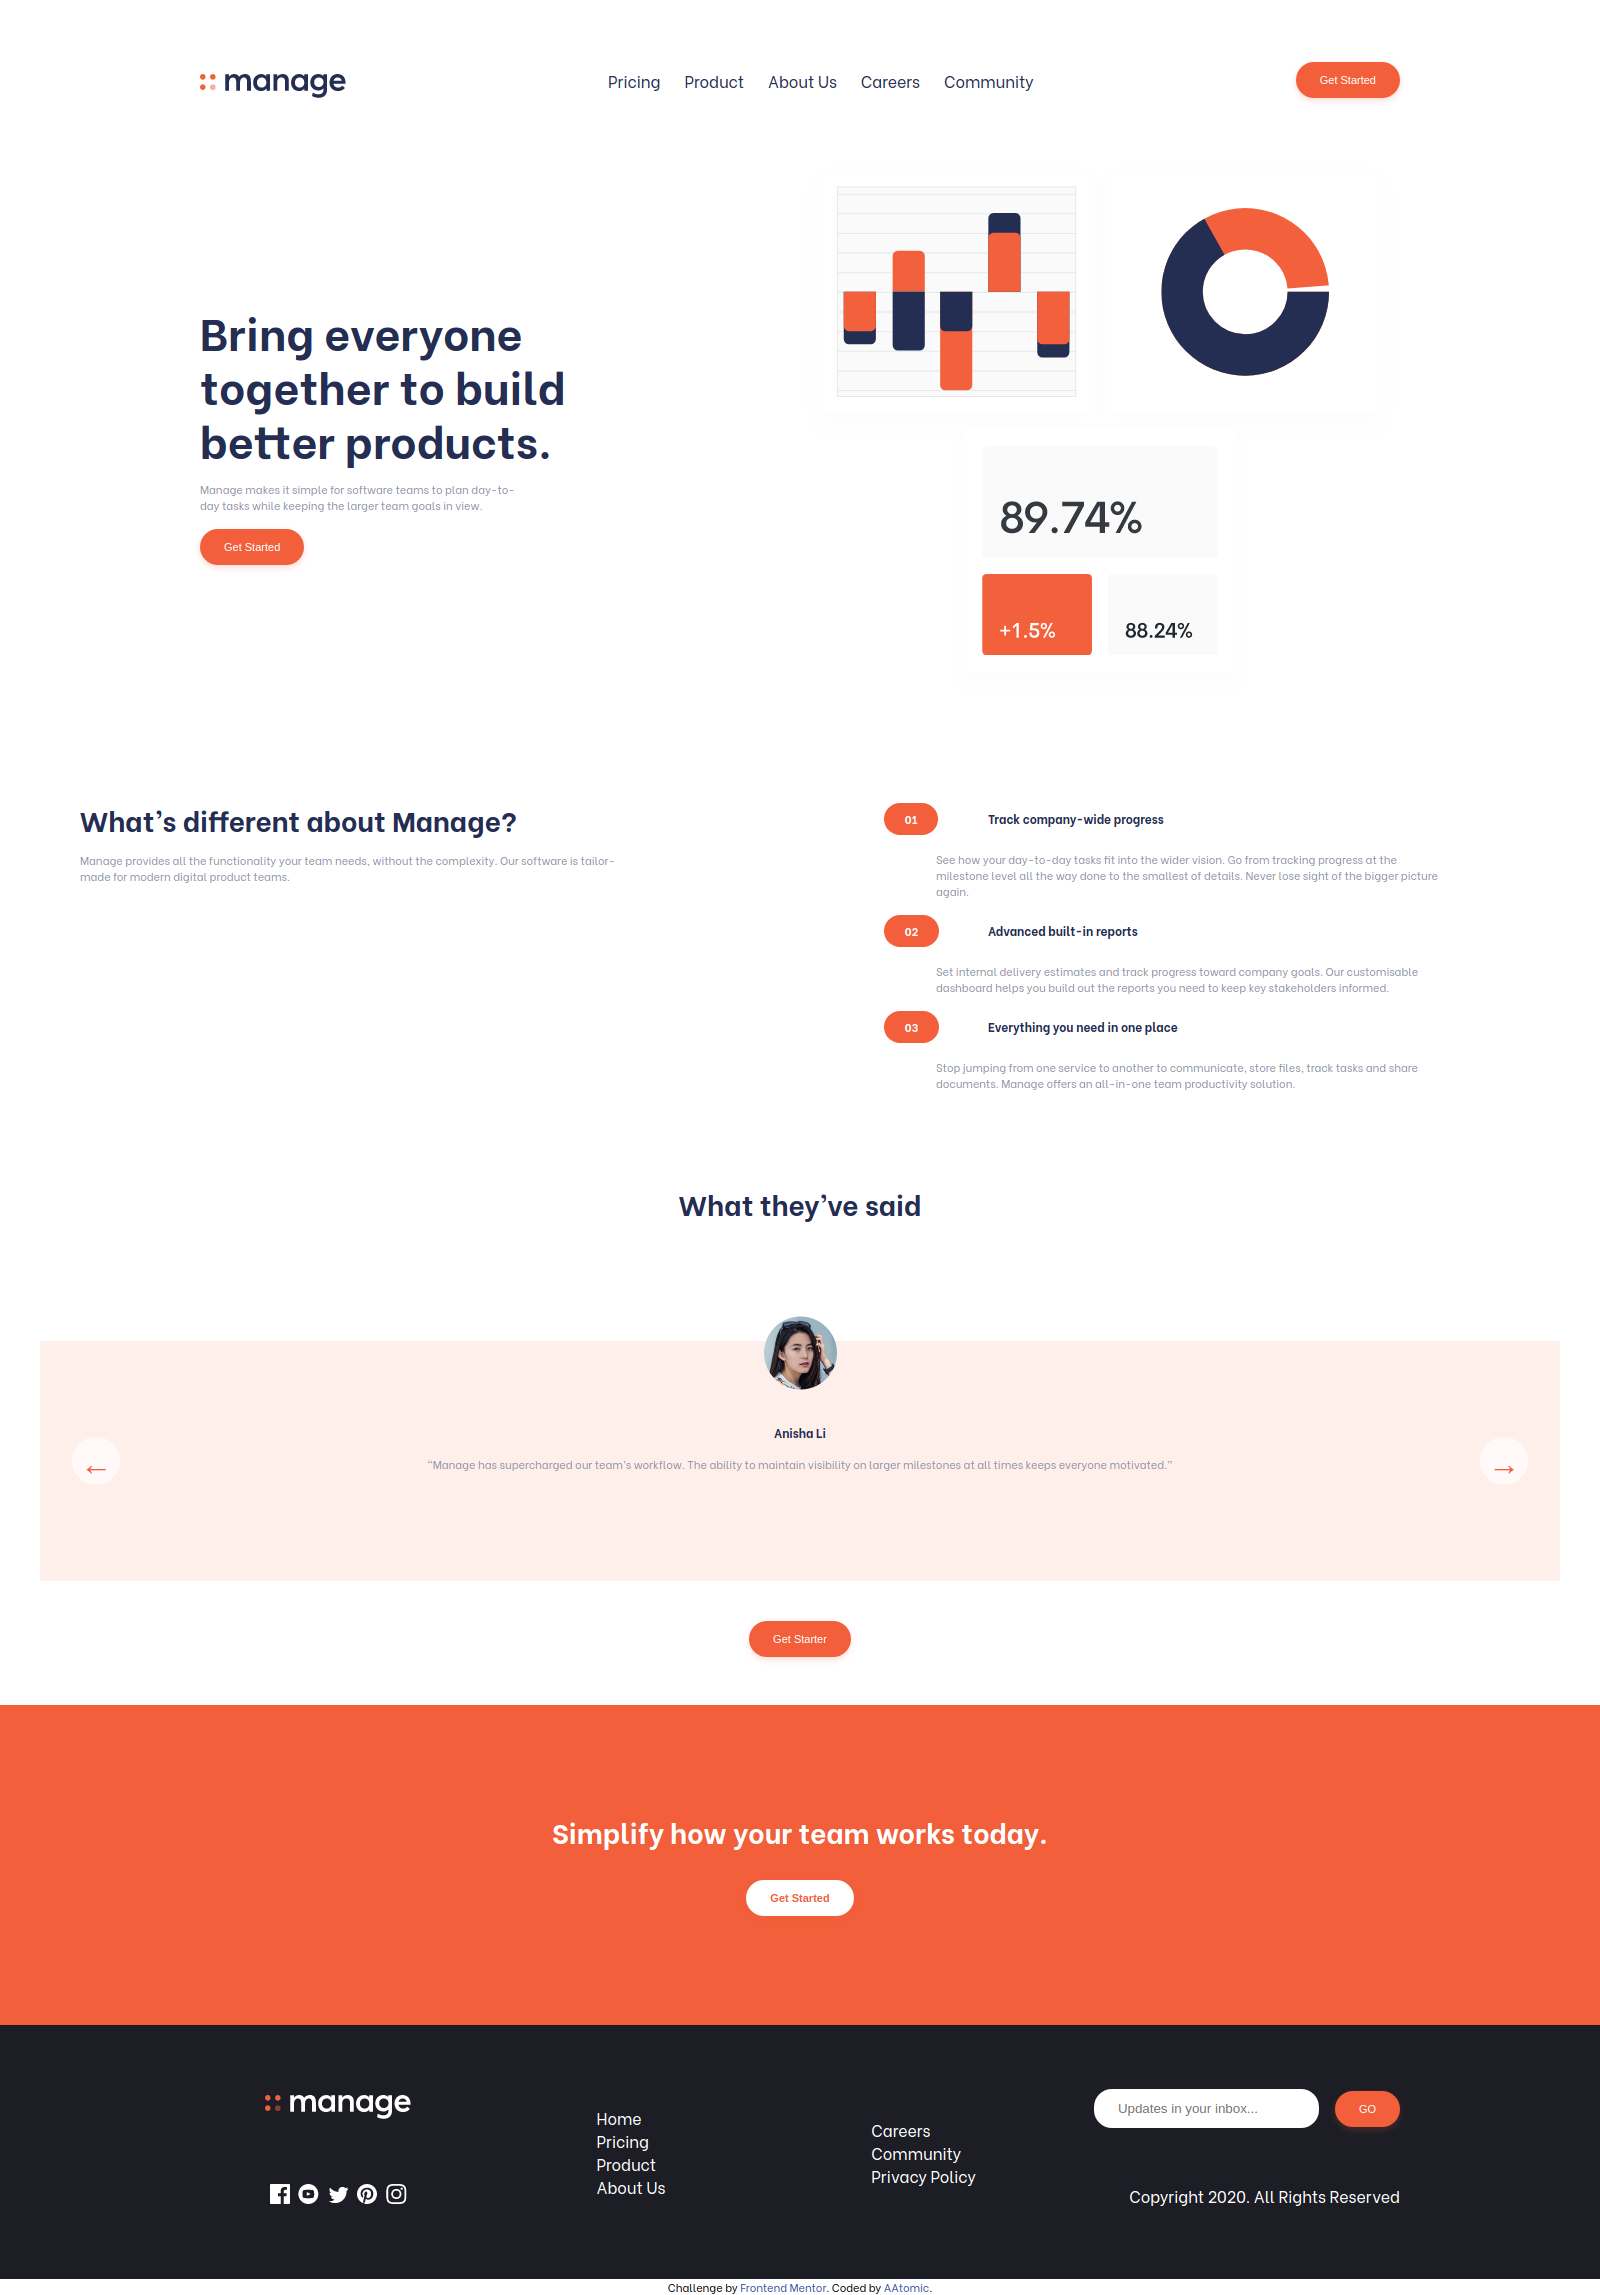 manage
Pricing Product About Us Careers Community
Get Started
Bring everyone
together to build
better products.
Manage makes it simple for software teams to plan day-to-
day tasks while keeping the larger team goals in view.
Get Started
89.74%
+1.5%
88.24%
What's different about Manage?
Manage provides all the functionality your team needs, without the complexity. Our software is tailor-
made for modern digital product teams.
01 Track company-wide progress
See how your day-to-day tasks fit into the wider vision. Go from tracking progress at the
milestone level all the way done to the smallest of details. Never lose sight of the bigger picture
again.
02 Advanced built-in reports
Set internal delivery estimates and track progress toward company goals. Our customisable
dashboard helps you build out the reports you need to keep key stakeholders informed.
03 Everything you need in one place
Stop jumping from one service to another to communicate, store files, track tasks and share
documents. Manage offers an all-in-one team productivity solution.
What they've said
Anisha Li
←
"Manage has supercharged our team's workflow. The ability to maintain visibility on larger milestones at all times keeps everyone motivated."
→
Get Starter
Simplify how your team works today.
Get Started
manage
Home
Pricing
Product
About Us
Careers
Community
Privacy Policy
Updates in your inbox...
GO
Copyright 2020. All Rights Reserved
Challenge by Frontend Mentor. Coded by AAtomic.